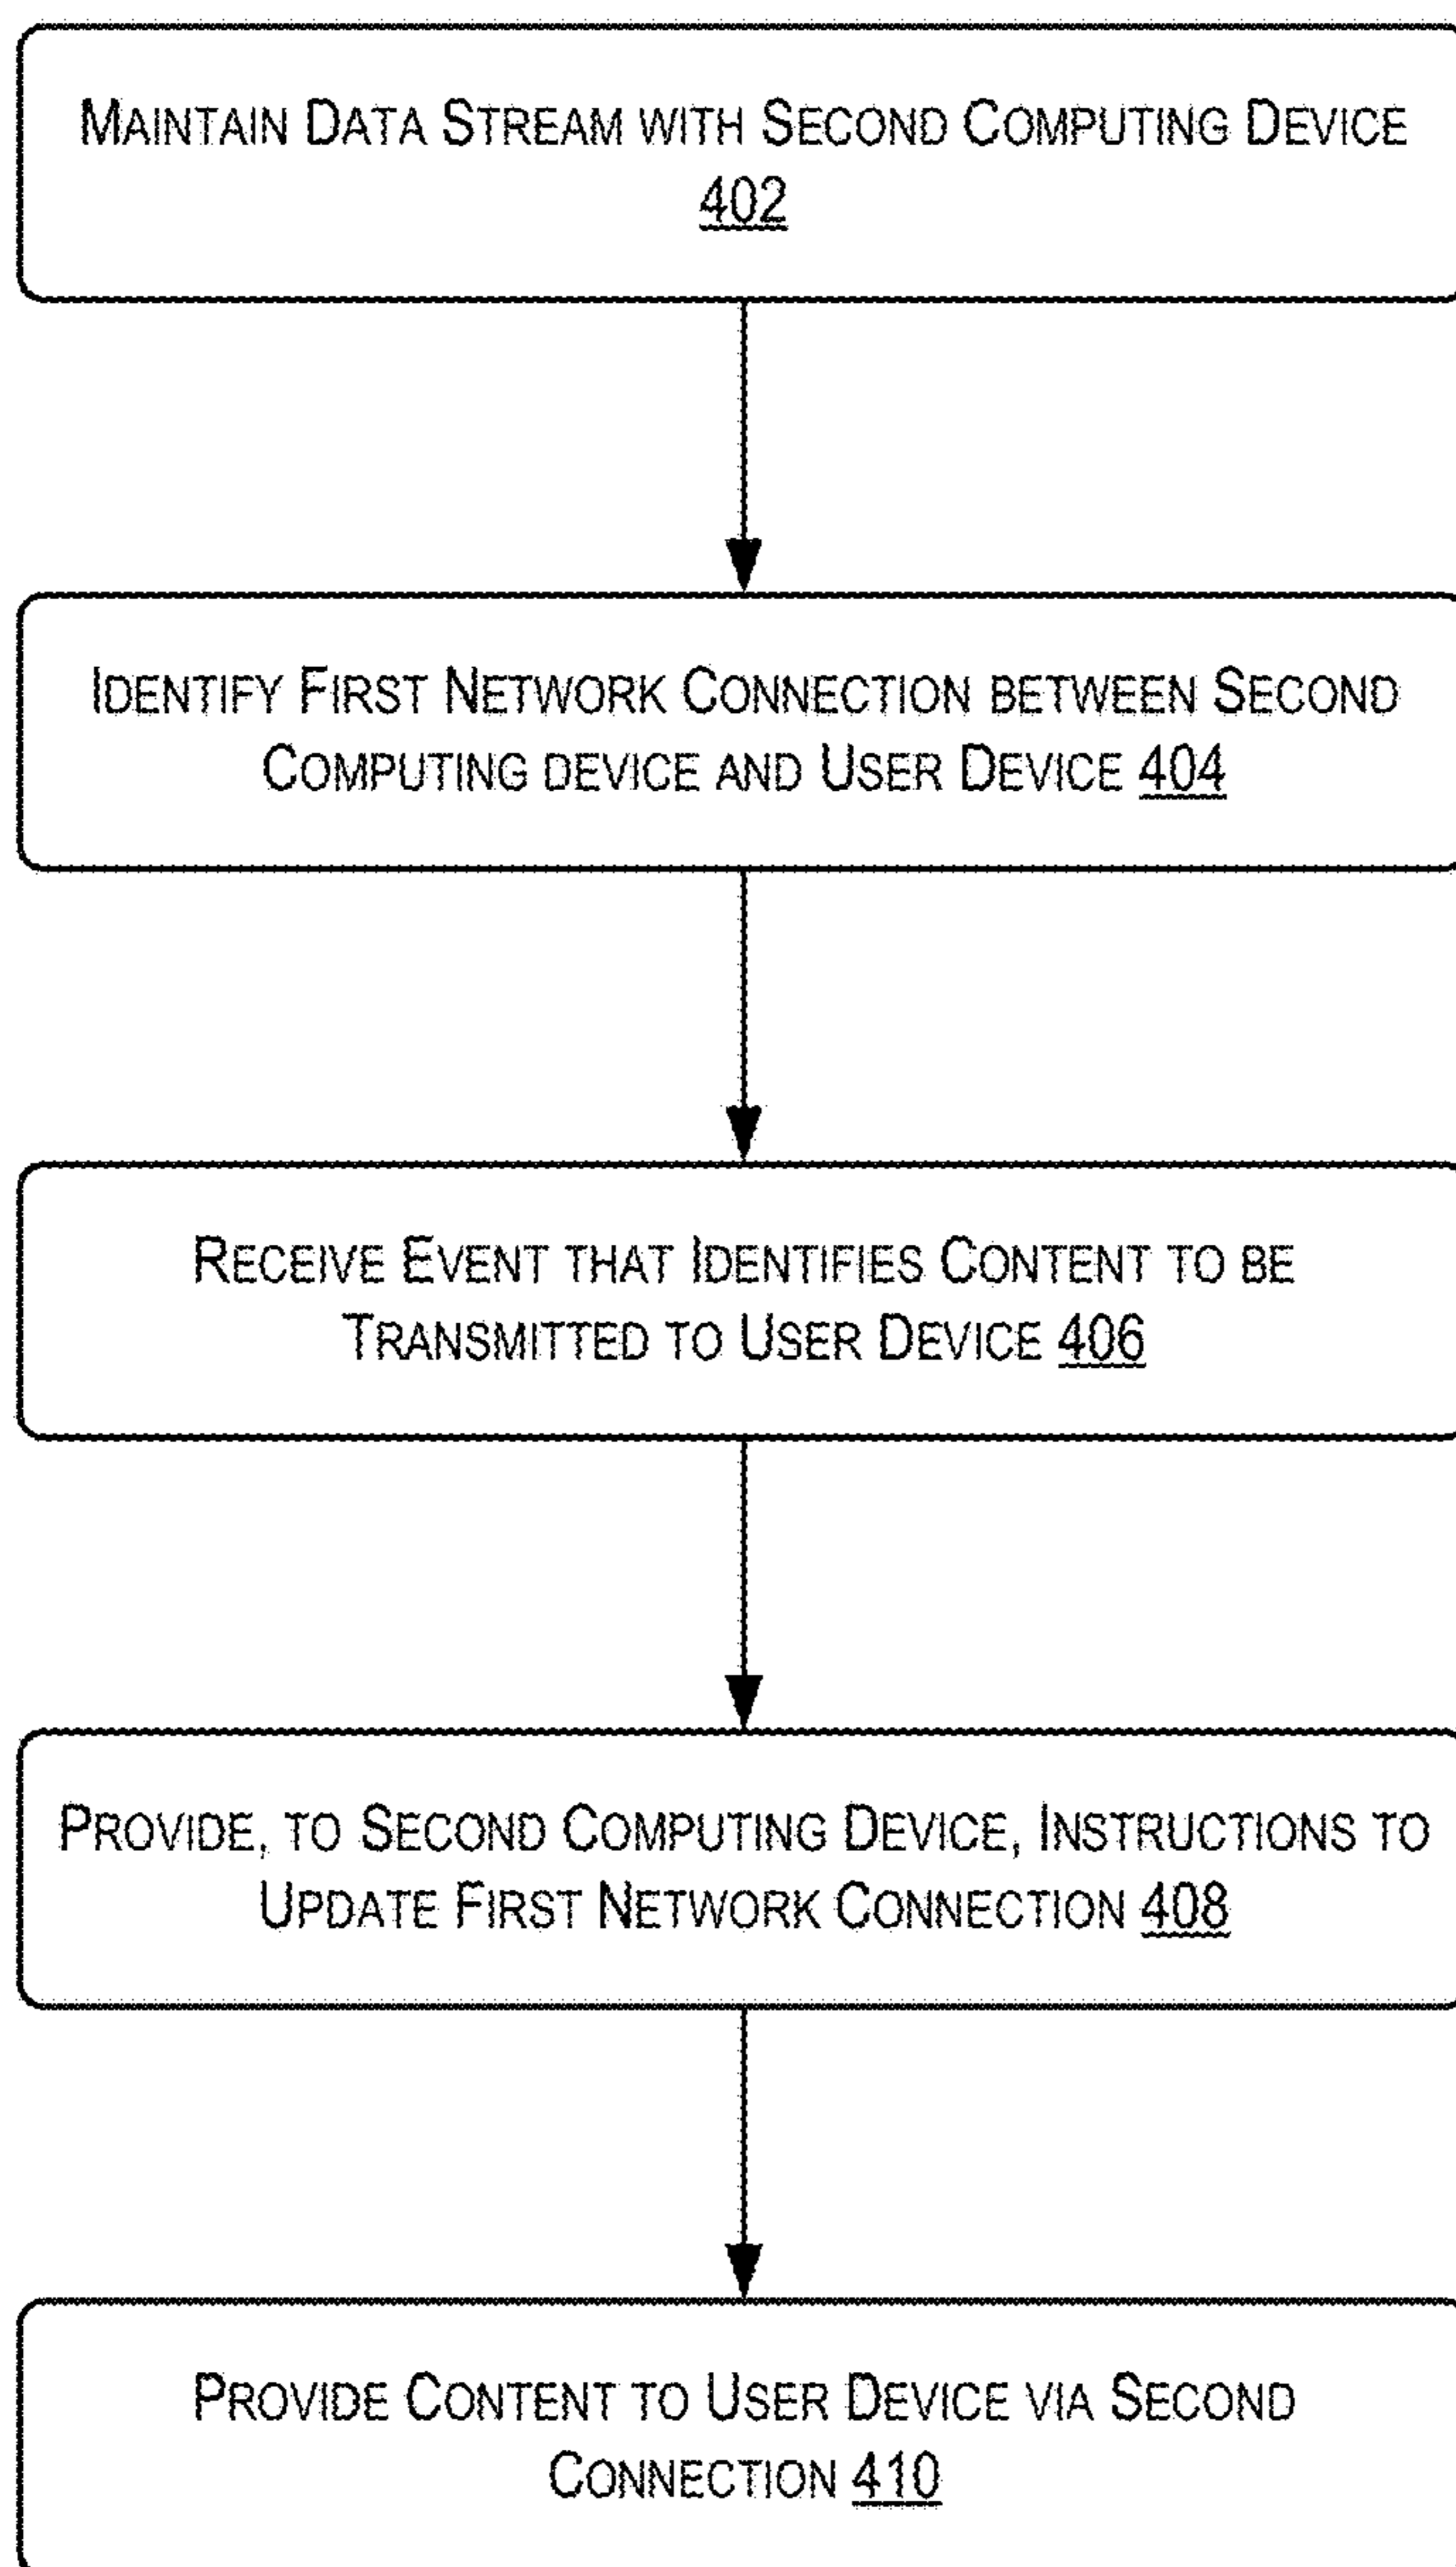 MAINTAIN DATA STREAM WITH SECOND COMPUTING DEVICE
402
IDENTIFY FIRST NETWORK CONNECTION BETWEEN SECOND
COMPUTING DEVICE AND USER DEVICE 404
RECEIVE EVENT THAT IDENTIFIES CONTENT TO BE
TRANSMITTED TO USER DEVICE 406
PROVIDE, TO SECOND COMPUTING DEVICE, INSTRUCTIONS TO
UPDATE FIRST NETWORK CONNECTION 408
PROVIDE CONTENT TO USER DEVICE VIA SECOND
CONNECTION 410